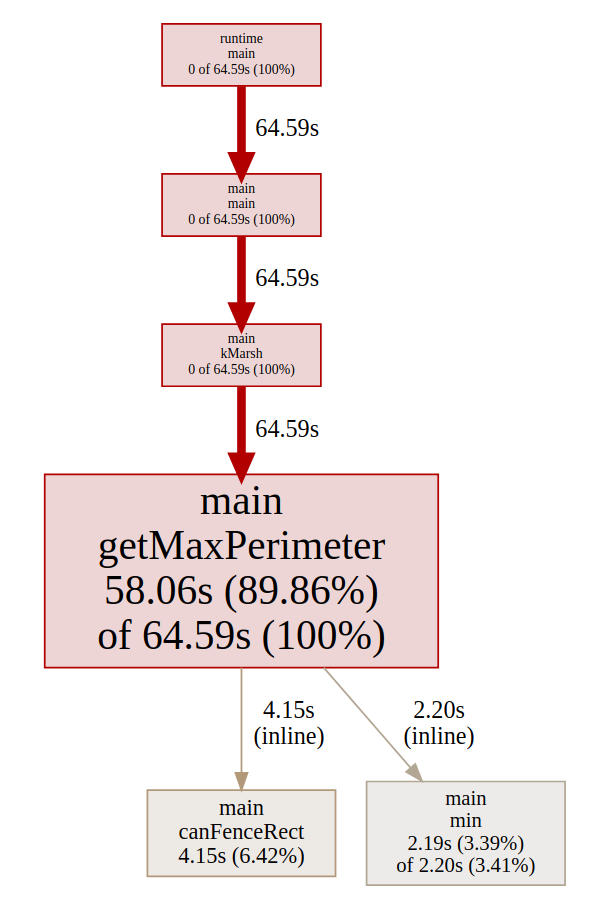 runtime
main
0 of 64.59s (100%)
64.59s
main
main
0 of 64.59s (100%)
64.59s
main
kMarsh
0 of 64.59s (100%)
64.59s
main
getMaxPerimeter
58.06s (89.86%)
of 64.59s (100%)
4.15s
(inline)
2.20s
(inline)
main
canFenceRect
4.15s (6.42%)
main
min
2.19s (3.39%)
of 2.20s (3.41%)